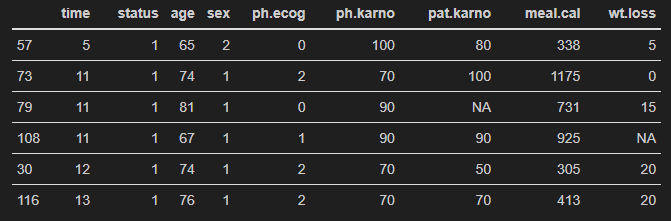 time status age sex ph.ecog ph.karno pat.karno meal.cal wt.loss
57 5 1 65 2 0 100 80 338 5
73 11 1 74 1 2 70 100 1175 0
79 11 1 81 1 0 90 NA 731 15
108 11 1 67 1 1 90 90 925 NA
30 12 1 74 1 2 70 50 305 20
116 13 1 76 1 2 70 70 413 20